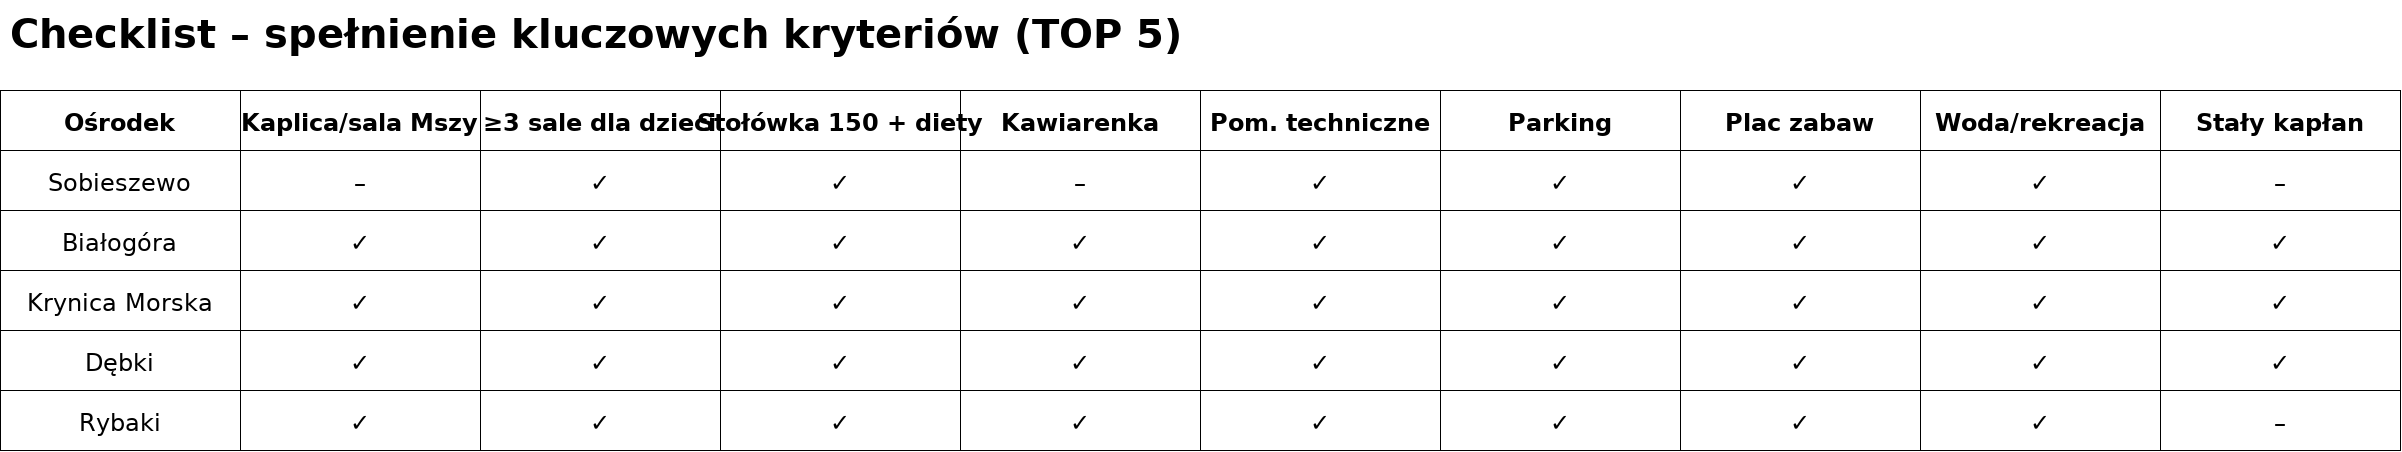 Checklist – spełnienie kluczowych kryteriów (TOP 5)
Ośrodek Kaplica/sala Mszy ≥3 sale dla dzieci Stołówka 150 + diety Kawiarenka Pom. techniczne Parking Plac zabaw Woda/rekreacja Stały kapłan
Sobieszewo – ✓ ✓ – ✓ ✓ ✓ ✓ –
Białogóra ✓ ✓ ✓ ✓ ✓ ✓ ✓ ✓ ✓
Krynica Morska ✓ ✓ ✓ ✓ ✓ ✓ ✓ ✓ ✓
Dębki ✓ ✓ ✓ ✓ ✓ ✓ ✓ ✓ ✓
Rybaki ✓ ✓ ✓ ✓ ✓ ✓ ✓ ✓ –